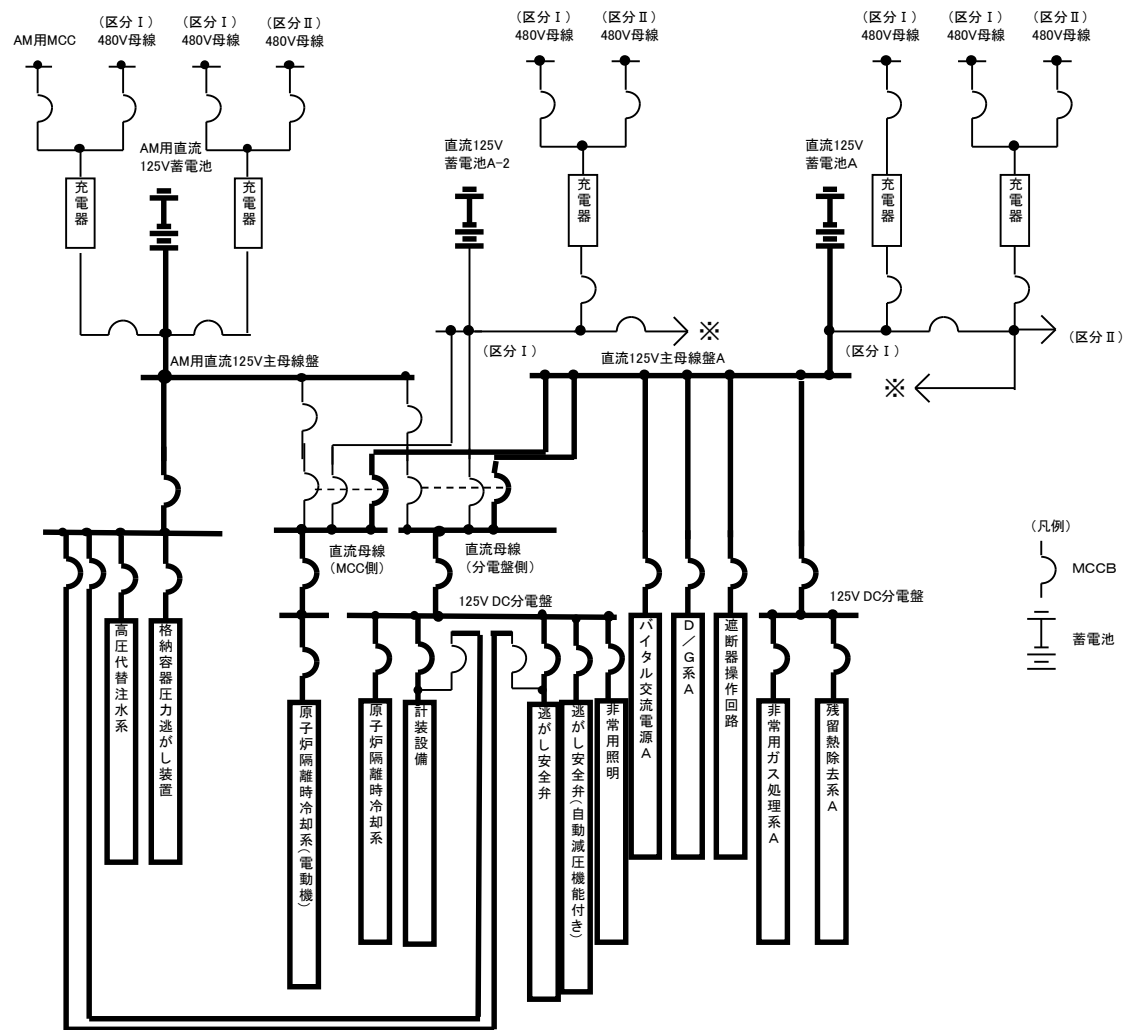 AM用MCC
(区分Ⅰ)
480V母線
(区分Ⅰ)
480V母線
(区分Ⅱ)
480V母線
(区分Ⅰ)
480V母線
(区分Ⅱ)
480V母線
(区分Ⅰ)
480V母線
(区分Ⅰ)
480V母線
(区分Ⅱ)
480V母線
AM用直流
125V蓄電池
直流125V
蓄電池A-2
直流125V
蓄電池A
充電器
充電器
充電器
充電器
充電器
※
(区分Ⅰ)
(区分Ⅰ)
(区分Ⅱ)
AM用直流125V主母線盤
直流125V主母線盤A
※
直流母線
(MCC側)
直流母線
(分電盤側)
(凡例)
MCCB
蓄電池
125V DC分電盤
125V DC分電盤
高圧代替注水系
格納容器圧力逃がし装置
原子炉隔離時冷却系(電動機)
原子炉隔離時冷却系
計装設備
逃がし安全弁
逃がし安全弁(自動減圧機能付き)
非常用照明
バイタル交流電源A
D/G系A
遮断器操作回路
非常用ガス処理系A
残留熱除去系A